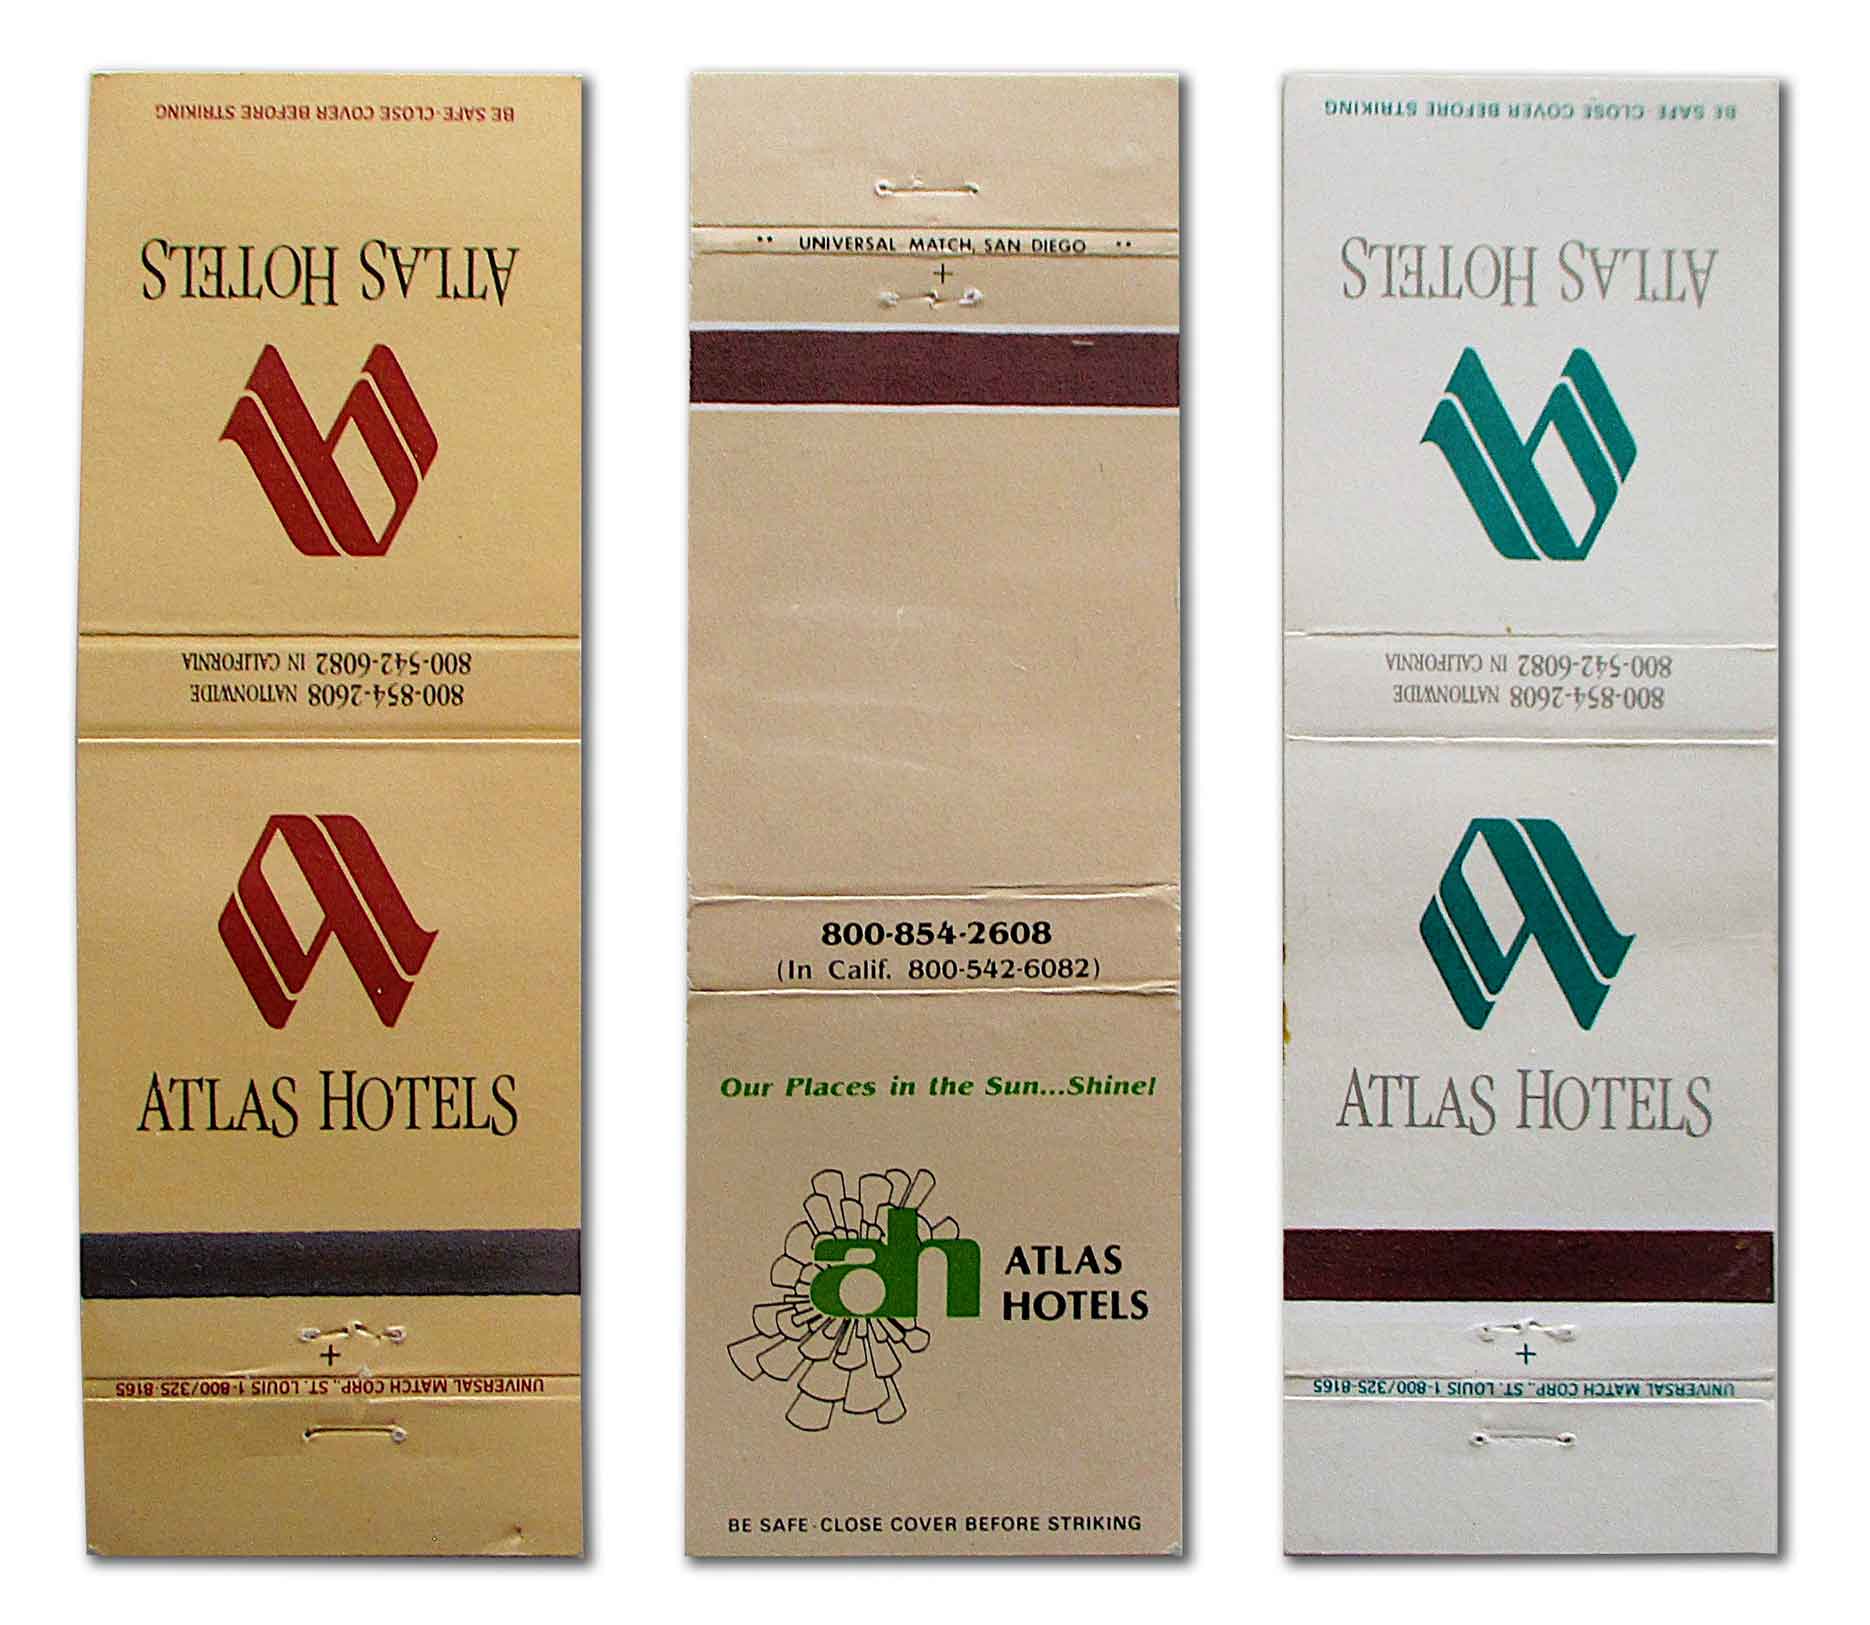 BE SAFE-CLOSE COVER BEFORE STRIKING
ATLAS HOTELS
800-542-6082 IN CALIFORNIA
800-854-2608 NATIONWIDE
ATLAS HOTELS
UNIVERSAL MATCH CORP., ST. LOUIS 1-800/325-8165
•• UNIVERSAL MATCH, SAN DIEGO ••
800-854-2608
(In Calif. 800-542-6082)
Our Places in the Sun...Shine!
ah
ATLAS
HOTELS
BE SAFE-CLOSE COVER BEFORE STRIKING
BE SAFE-CLOSE COVER BEFORE STRIKING
ATLAS HOTELS
800-542-6082 IN CALIFORNIA
800-854-2608 NATIONWIDE
ATLAS HOTELS
UNIVERSAL MATCH CORP., ST. LOUIS 1-800/325-8165